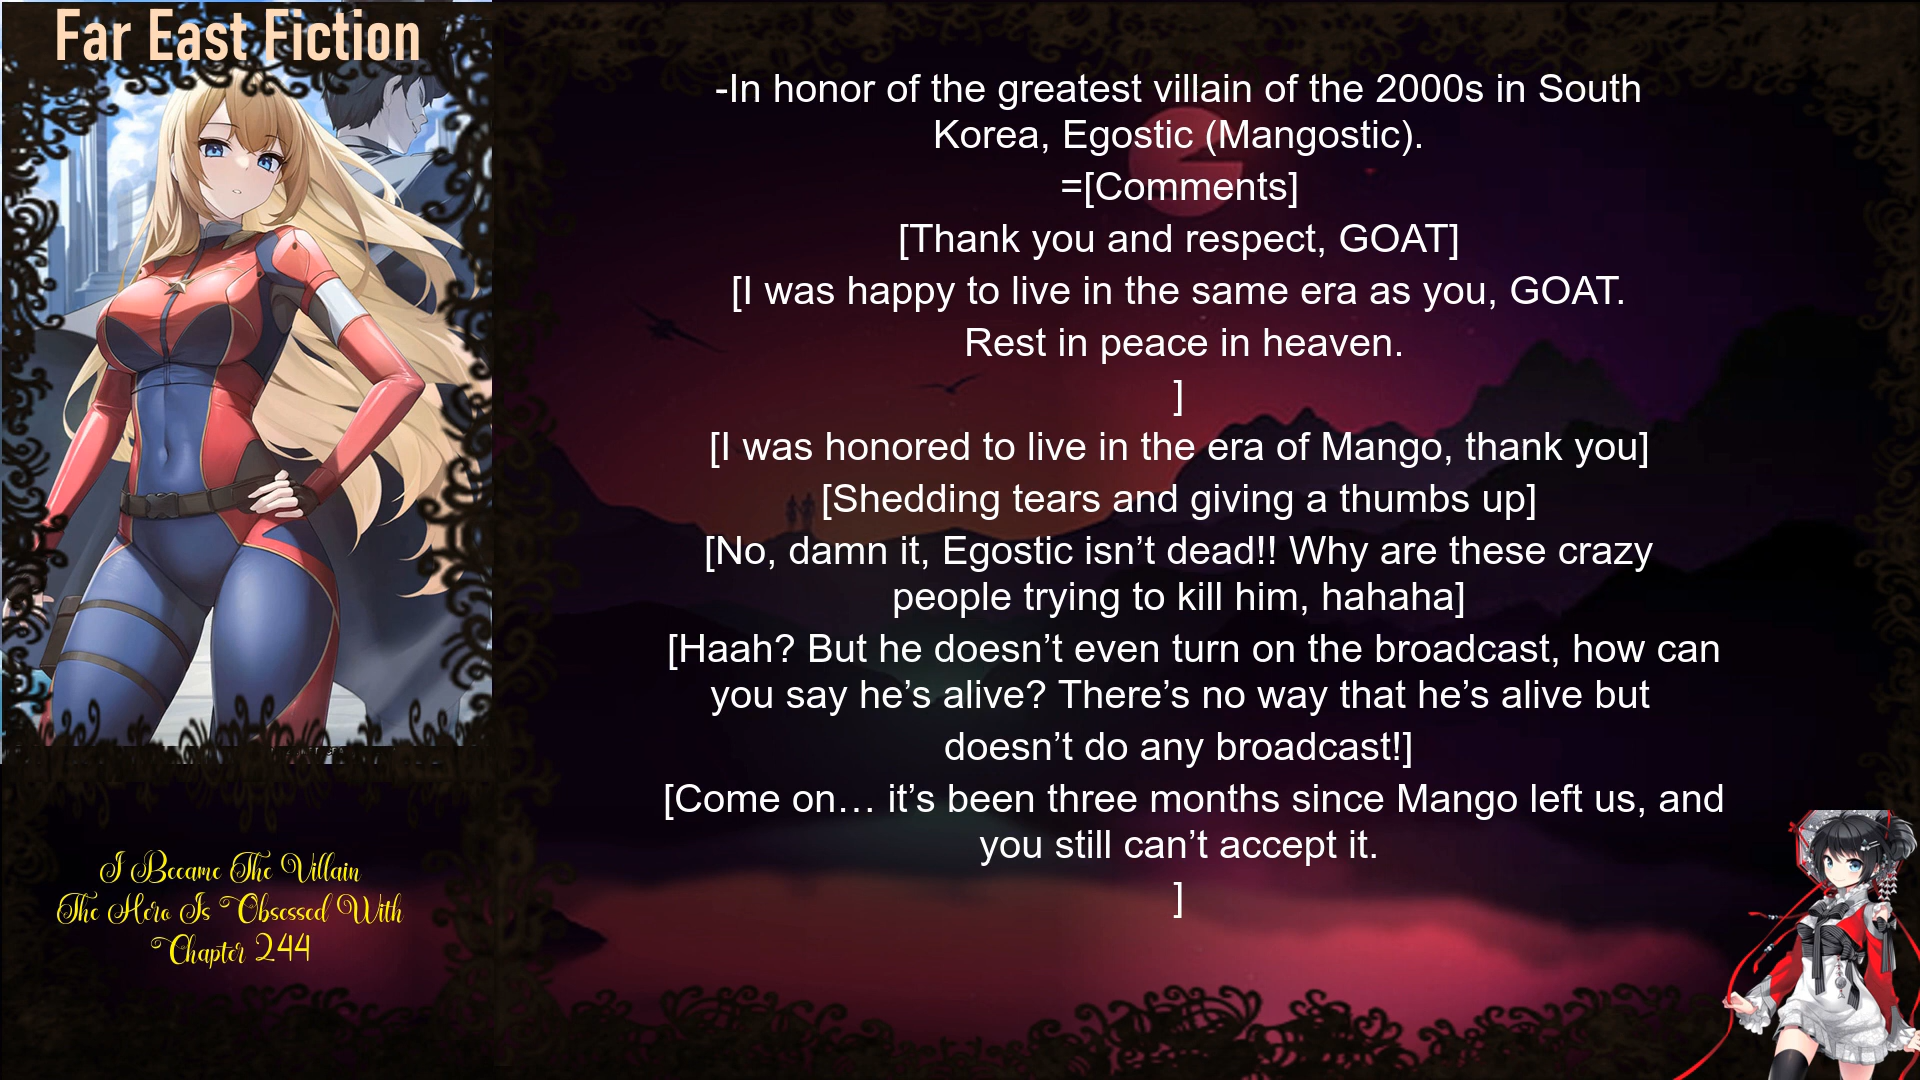 Far East Fiction
-In honor of the greatest villain of the 2000s in South
Korea, Egostic (Mangostic).
=[Comments]
[Thank you and respect, GOAT]
[I was happy to live in the same era as you, GOAT.
Rest in peace in heaven.
]
[I was honored to live in the era of Mango, thank you]
[Shedding tears and giving a thumbs up]
[No, damn it, Egostic isn’t dead!! Why are these crazy
people trying to kill him, hahaha]
[Haah? But he doesn’t even turn on the broadcast, how can
you say he’s alive? There’s no way that he’s alive but
doesn’t do any broadcast!]
[Come on… it’s been three months since Mango left us, and
you still can’t accept it.
]
I Became The Villain
The Hero Is Obsessed With
Chapter 244